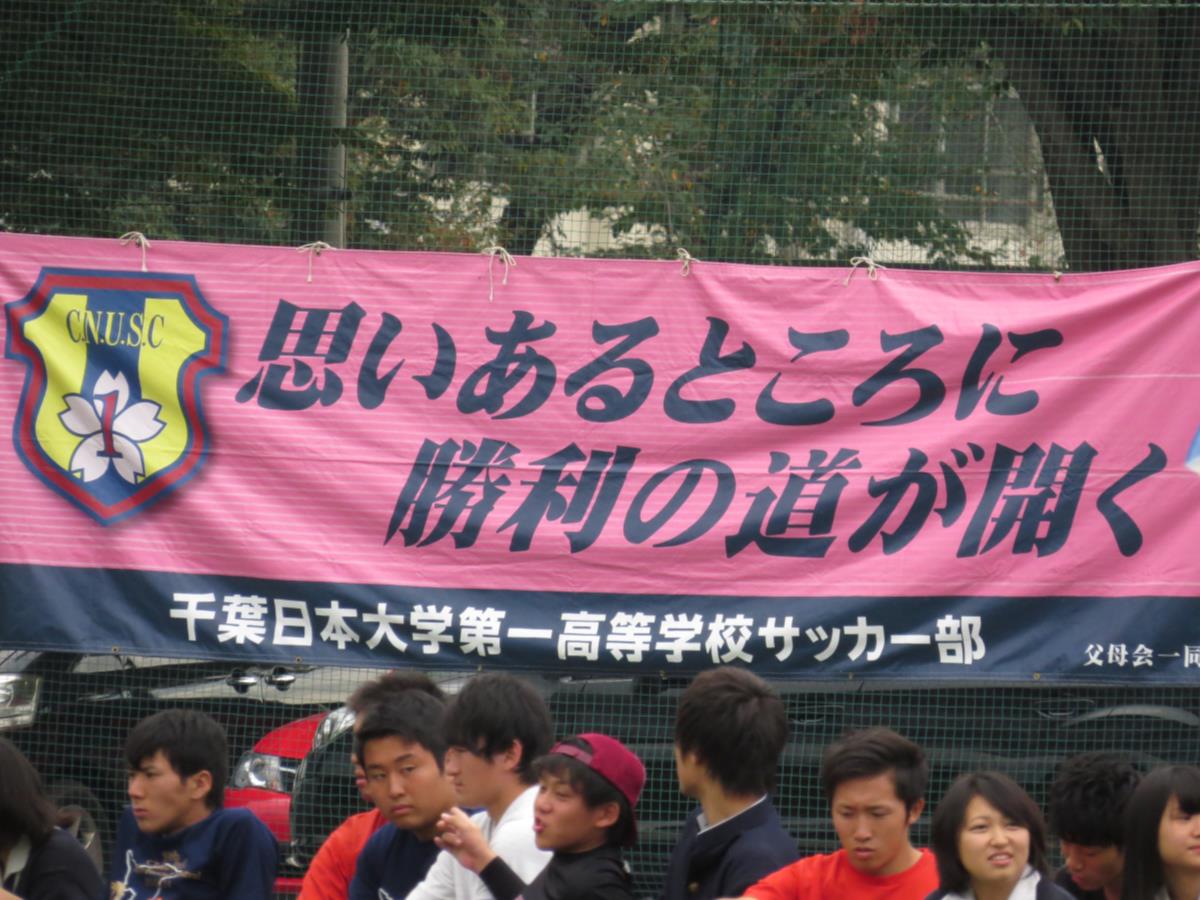 C.N.U.S.C
1
思いあるところに
勝利の道が開く
千葉日本大学第一高等学校サッカー部
父母会一同